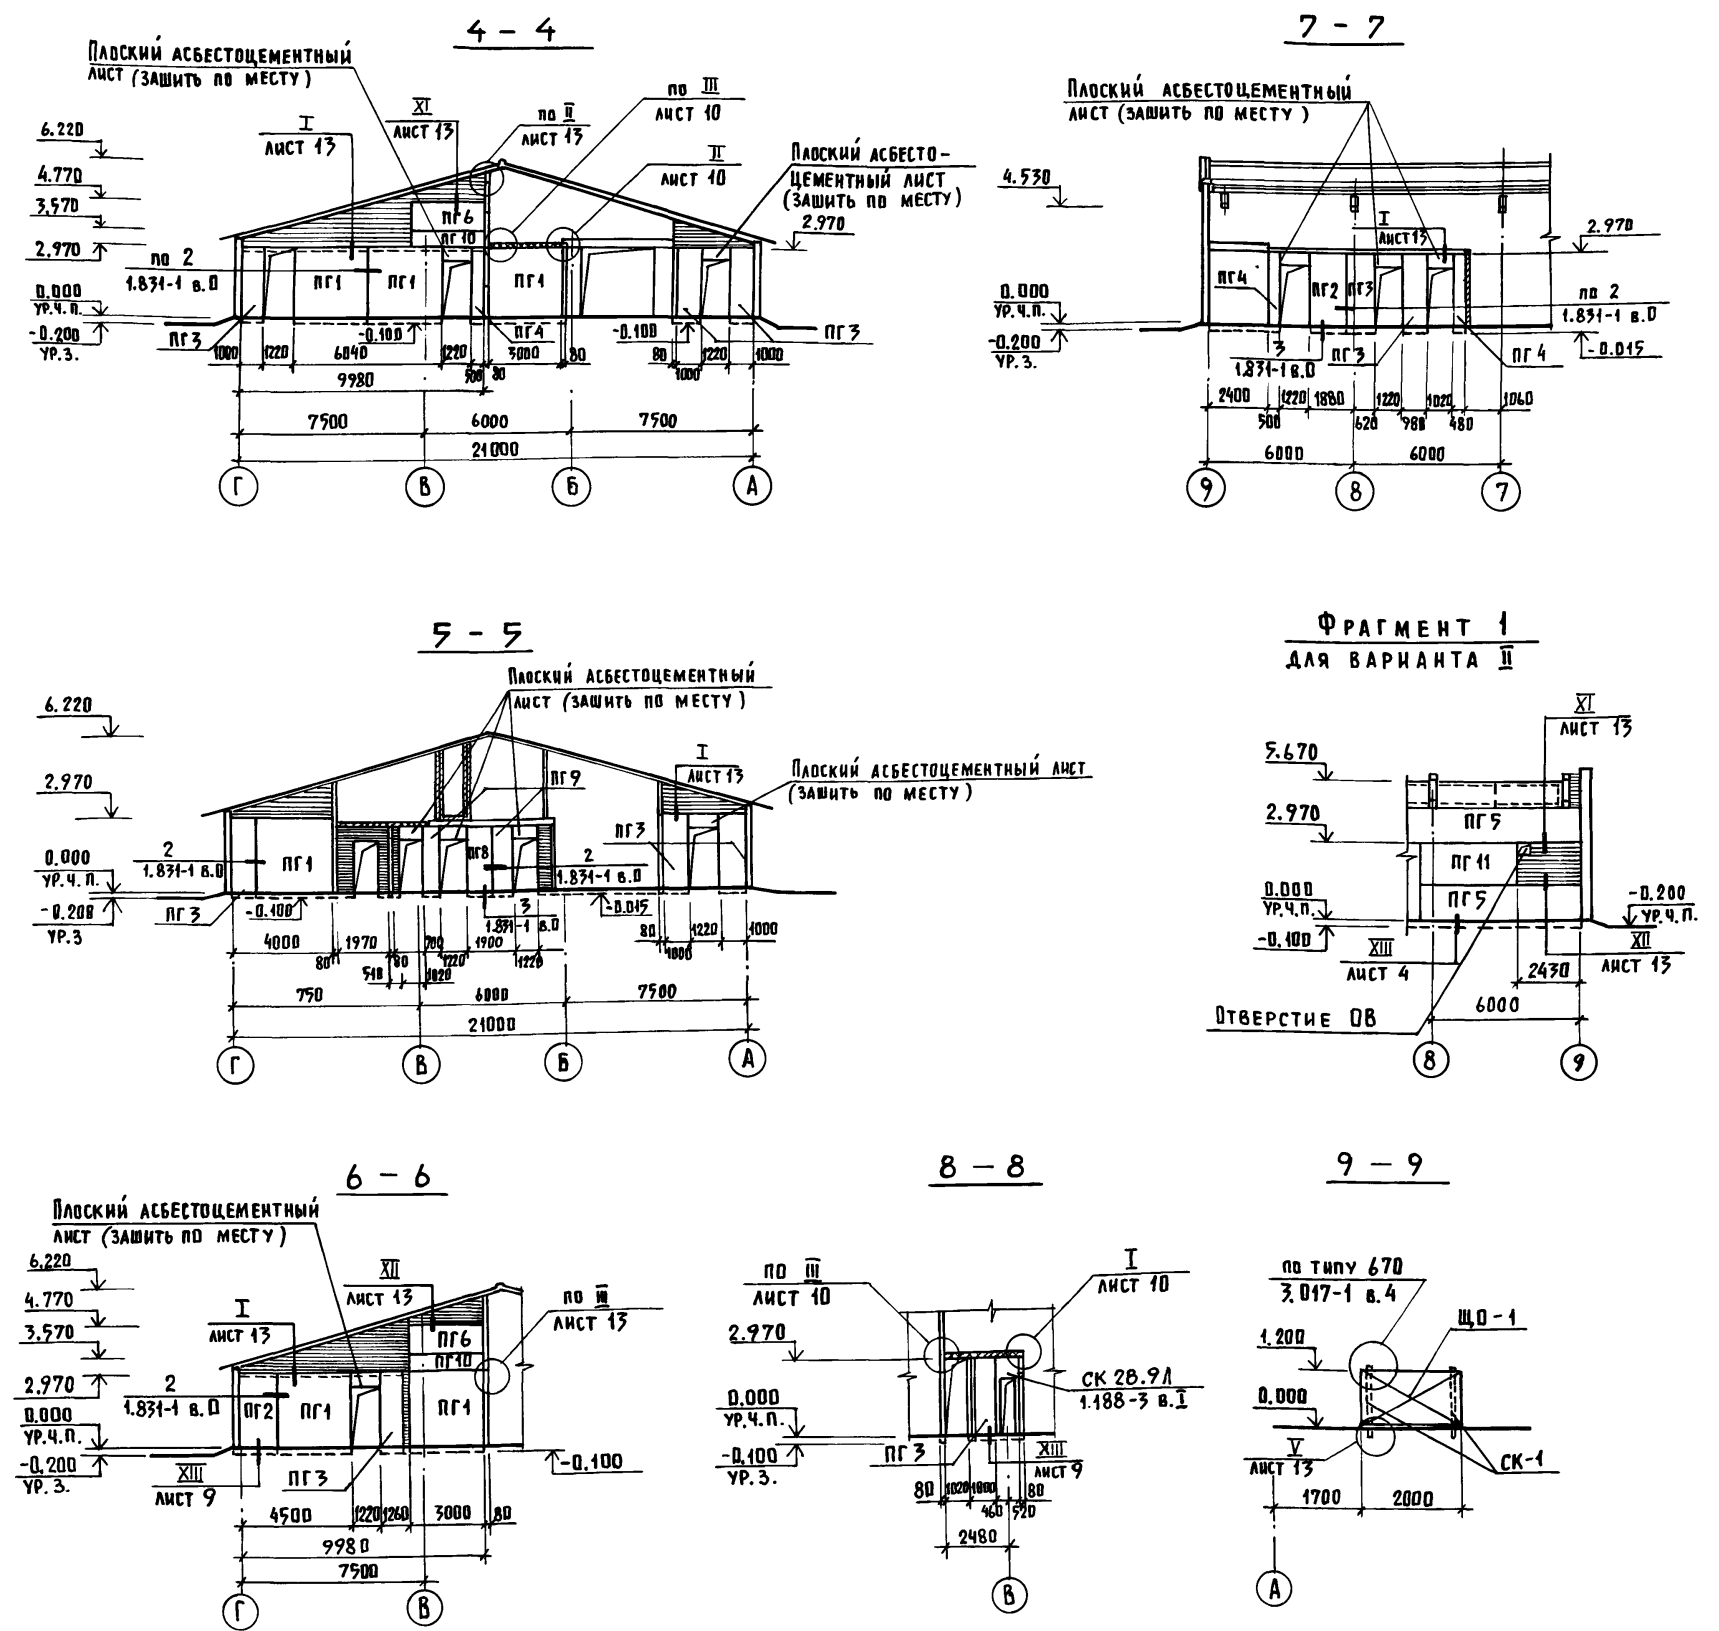 4 - 4
Плоский асбестоцементный
лист (зашить по месту)
6.220
4.770
3.570
2.970
0.000
ур.ч.п.
-0.200
ур.з.
I
лист 13
XI
лист 13
по II
лист 13
по III
лист 10
II
лист 10
Плоский асбесто-
цементный лист
(зашить по месту)
2.970
по 2
1.831-1 в.0
ПГ6
ПГ10
ПГ1
ПГ1
ПГ1
ПГ3
-0.100
ПГ4
-0.100
ПГ3
1000
1220
6040
1220
500
80
3000
80
80
1000
1220
1000
9980
7500
6000
7500
21000
Г
В
Б
А
7 - 7
Плоский асбестоцементный
лист (зашить по месту)
4.530
0.000
ур.ч.п.
-0.200
ур.з.
I
лист 13
2.970
ПГ4
ПГ2
ПГ3
по 2
1.831-1 в.0
3
1.831-1 в.0
ПГ3
ПГ4
-0.015
2400
500
1220
1880
620
1220
980
1020
480
1060
6000
6000
9
8
7
5 - 5
Плоский асбестоцементный
лист (зашить по месту)
6.220
2.970
0.000
ур.ч.п.
-0.200
ур.з
I
лист 13
Плоский асбестоцементный лист
(зашить по месту)
ПГ9
ПГ3
2
1.831-1 в.0
ПГ1
ПГ8
2
1.831-1 в.0
ПГ3
-0.100
3
1.831-1 в.0
-0.015
4000
80
1970
510
80
1020
700
1220
1900
1220
80
1000
1220
1000
750
6000
7500
21000
Г
В
Б
А
Фрагмент 1
для варианта II
XI
лист 13
5.670
2.970
0.000
ур.ч.п.
-0.100
ПГ5
ПГ11
ПГ5
-0.200
ур.ч.п.
XIII
лист 4
XII
лист 13
2430
6000
Отверстие ОВ
8
9
6 - 6
Плоский асбестоцементный
лист (зашить по месту)
6.220
4.770
3.570
2.970
0.000
ур.ч.п.
-0.200
ур.з.
I
лист 13
XII
лист 13
по III
лист 13
2
1.831-1 в.0
ПГ6
ПГ10
ПГ2
ПГ1
ПГ1
XIII
лист 9
ПГ3
-0.100
4500
1220
1260
3000
80
9980
7500
Г
В
8 - 8
по III
лист 10
I
лист 10
2.970
0.000
ур.ч.п.
-0.100
ур.з.
СК 28.9Л
1.188-3 в.I
ПГ3
XIII
лист 9
80
1020
1000
460
520
80
2480
В
9 - 9
по типу 670
3.017-1 в.4
ЩО-1
1.200
0.000
V
лист 13
СК-1
1700
2000
А